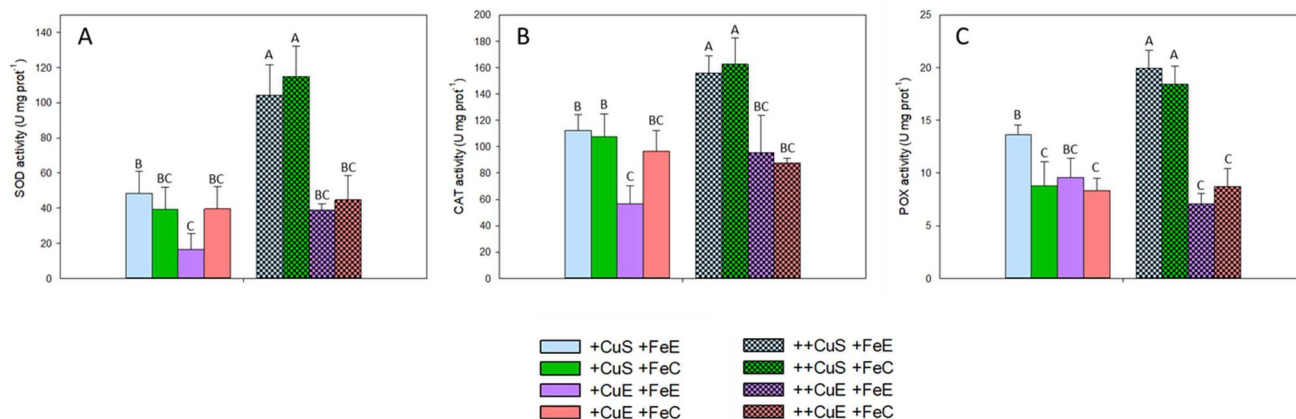 A
SOD activity (U mg prot⁻¹)
140
120
100
80
60
40
20
0
B
BC
C
BC
A
A
BC
BC
B
CAT activity (U mg prot⁻¹)
200
180
160
140
120
100
80
60
40
20
0
B
B
C
BC
A
A
BC
BC
C
POX activity (U mg prot⁻¹)
25
20
15
10
5
0
B
C
BC
C
A
A
C
C
+CuS +FeE
+CuS +FeC
+CuE +FeE
+CuE +FeC
++CuS +FeE
++CuS +FeC
++CuE +FeE
++CuE +FeC